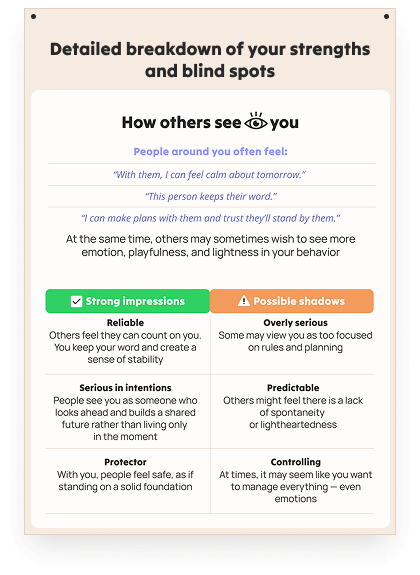 Detailed breakdown of your strengths
and blind spots
How others see you
People around you often feel:
“With them, I can feel calm about tomorrow.”
“This person keeps their word.”
“I can make plans with them and trust they’ll stand by them.”
At the same time, others may sometimes wish to see more
emotion, playfulness, and lightness in your behavior
Strong impressions
Possible shadows
Reliable
Others feel they can count on you.
You keep your word and create a
sense of stability
Overly serious
Some may view you as too focused
on rules and planning
Serious in intentions
People see you as someone who
looks ahead and builds a shared
future rather than living only
in the moment
Predictable
Others might feel there is a lack
of spontaneity
or lightheartedness
Protector
With you, people feel safe, as if
standing on a solid foundation
Controlling
At times, it may seem like you want
to manage everything — even
emotions